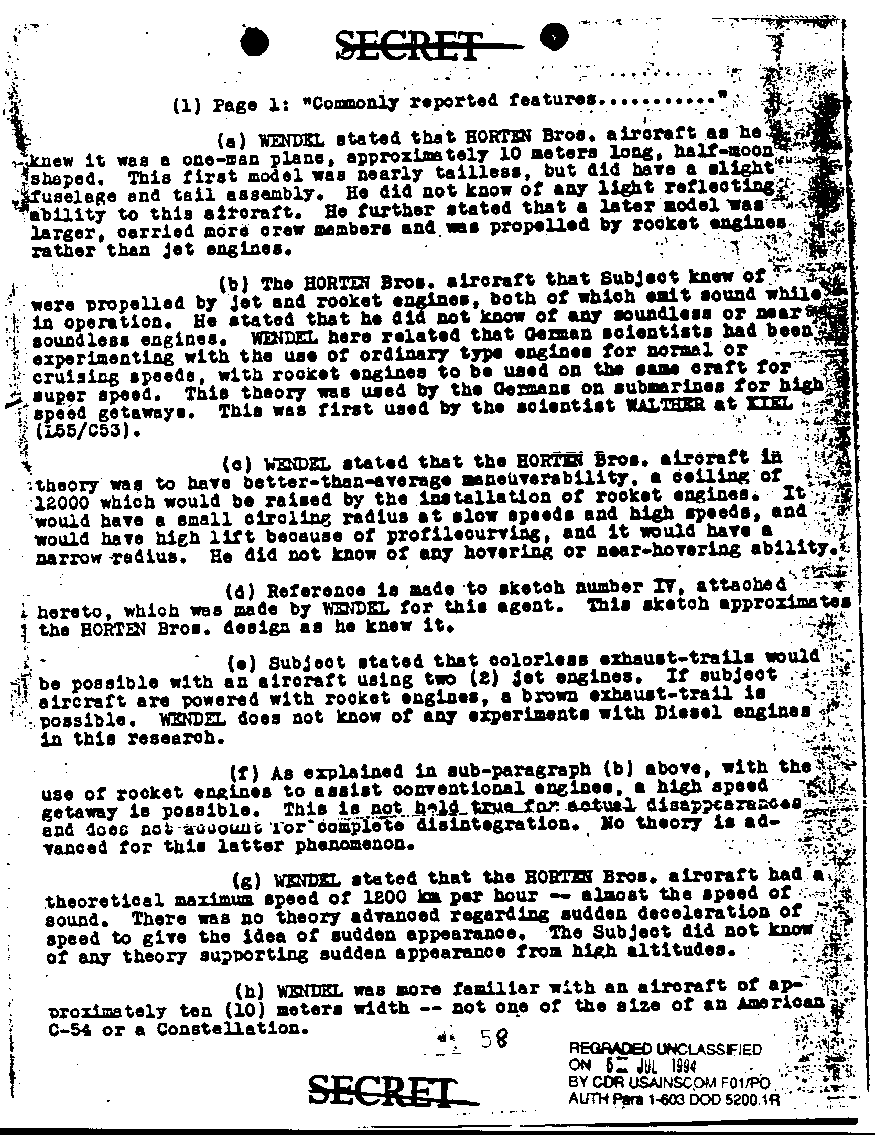 SECRET
(1) Page 1: "Commonly reported features..........."
(a) WENDEL stated that HORTEN Bros. aircraft as he
knew it was a one-man plane, approximately 10 meters long, half-moon
shaped. This first model was nearly tailless, but did have a slight
fuselage and tail assembly. He did not know of any light reflecting
ability to this aircraft. He further stated that a later model was
larger, carried more crew members and was propelled by rocket engines
rather than jet engines.
(b) The HORTEN Bros. aircraft that Subject knew of
were propelled by jet and rocket engines, both of which emit sound while
in operation. He stated that he did not know of any soundless or near
soundless engines. WENDEL here related that German scientists had been
experimenting with the use of ordinary type engines for normal or
cruising speeds, with rocket engines to be used on the same craft for
super speed. This theory was used by the Germans on submarines for high
speed getaways. This was first used by the scientist WALTHER at KIEL
(L55/C53).
(c) WENDEL stated that the HORTEN Bros. aircraft in
theory was to have better-than-average maneuverability, a ceiling of
12000 which would be raised by the installation of rocket engines. It
would have a small circling radius at slow speeds and high speeds, and
would have high lift because of profilecurving, and it would have a
narrow radius. He did not know of any hovering or near-hovering ability.
(d) Reference is made to sketch number IV, attached
hereto, which was made by WENDEL for this agent. This sketch approximates
the HORTEN Bros. design as he knew it.
(e) Subject stated that colorless exhaust-trails would
be possible with an aircraft using two (2) jet engines. If subject
aircraft are powered with rocket engines, a brown exhaust-trail is
possible. WENDEL does not know of any experiments with Diesel engines
in this research.
(f) As explained in sub-paragraph (b) above, with the
use of rocket engines to assist conventional engines, a high speed
getaway is possible. This is not held true for actual disappearances
and does not account for complete disintegration. No theory is ad-
vanced for this latter phenomenon.
(g) WENDEL stated that the HORTEN Bros. aircraft had a
theoretical maximum speed of 1200 km per hour -- almost the speed of
sound. There was no theory advanced regarding sudden deceleration of
speed to give the idea of sudden appearance. The Subject did not know
of any theory supporting sudden appearance from high altitudes.
(h) WENDEL was more familiar with an aircraft of ap-
proximately ten (10) meters width -- not one of the size of an American
C-54 or a Constellation.
58
REGRADED UNCLASSIFIED
ON JUL 1994
BY CDR USAINSCOM F01/PO
AUTH Para 1-603 DOD 5200.1R
SECRET